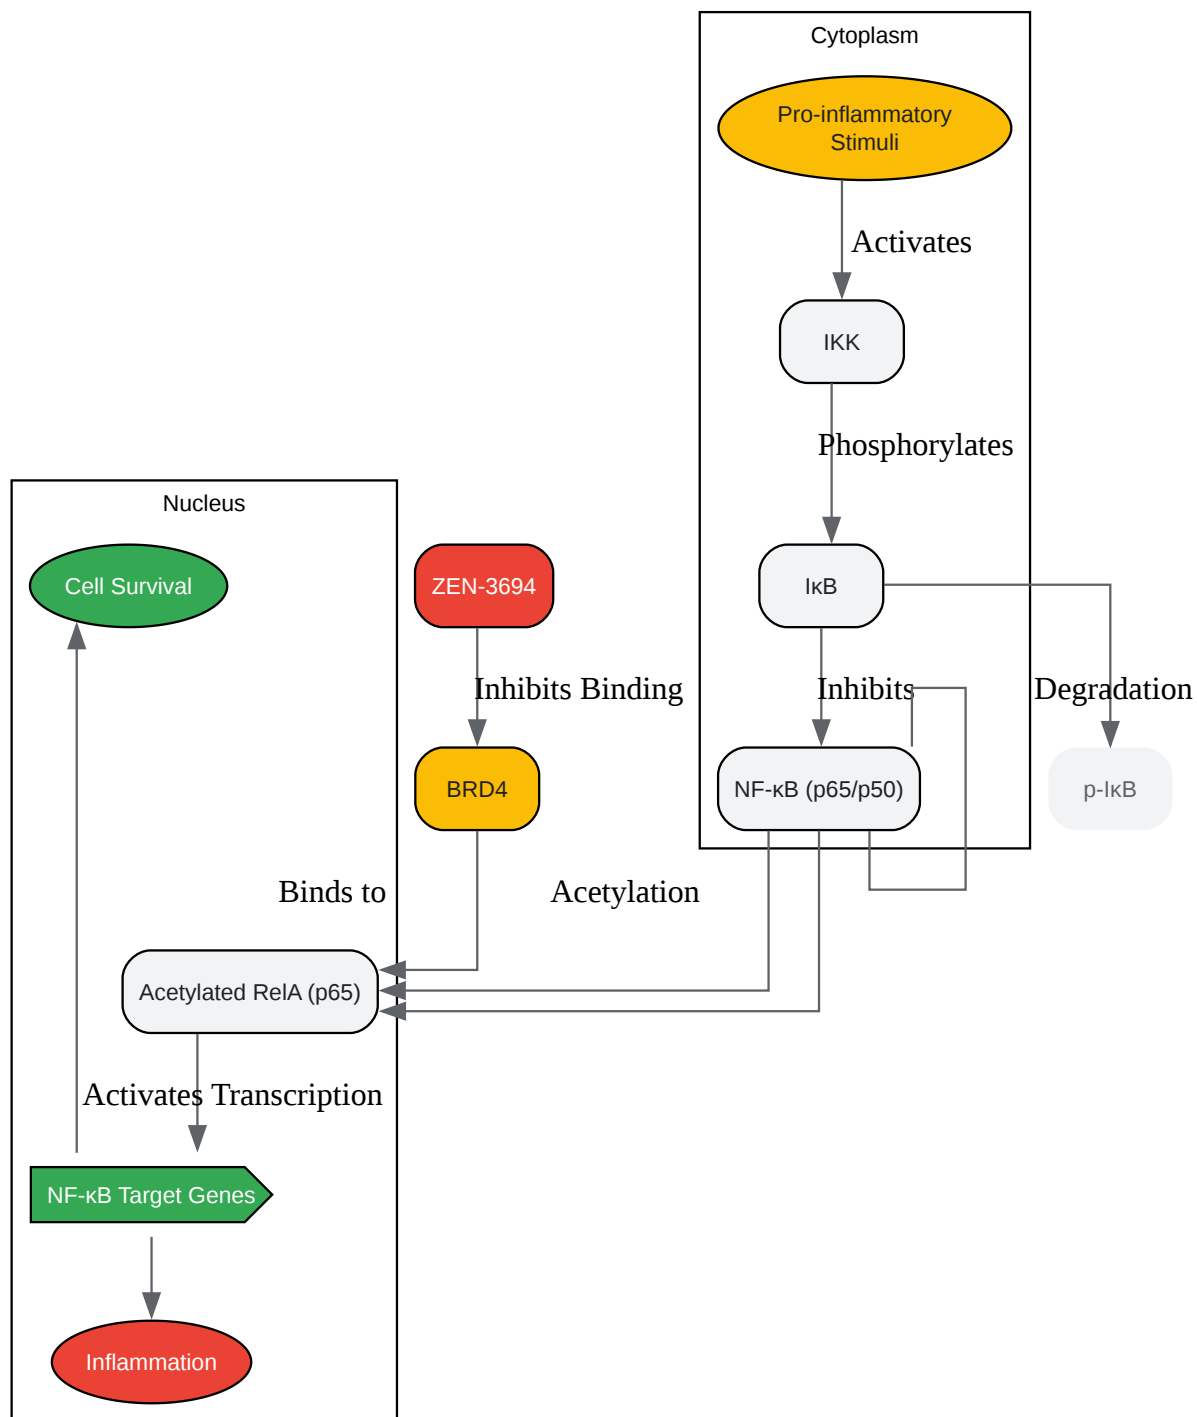 Cytoplasm
Pro-inflammatory
Stimuli
Activates
IKK
Phosphorylates
Nucleus
Cell Survival
ZEN-3694
IκB
Inhibits Binding
Inhibits
Degradation
BRD4
NF-κB (p65/p50)
p-IκB
Binds to
Acetylation
Acetylated RelA (p65)
Activates Transcription
NF-κB Target Genes
Inflammation